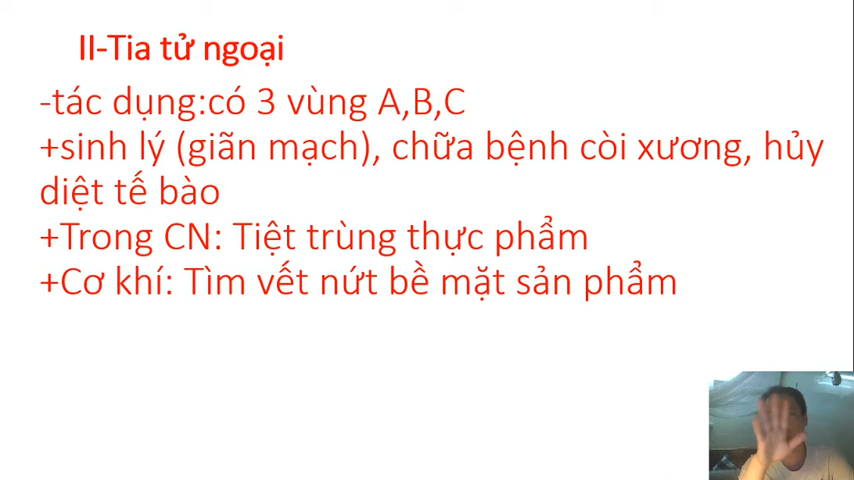 II-Tia tử ngoại
-tác dụng:có 3 vùng A,B,C
+sinh lý (giãn mạch), chữa bệnh còi xương, hủy
diệt tế bào
+Trong CN: Tiệt trùng thực phẩm
+Cơ khí: Tìm vết nứt bề mặt sản phẩm